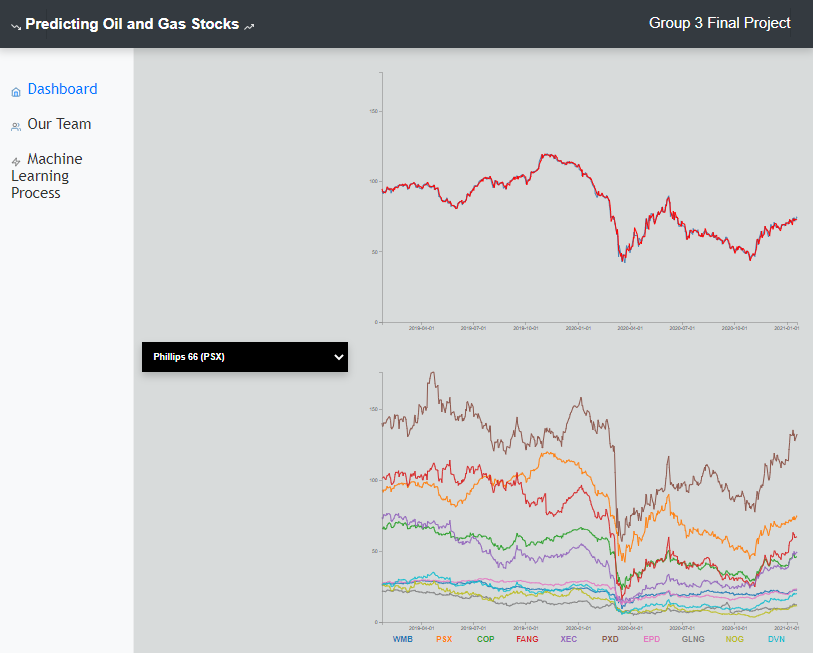 Predicting Oil and Gas Stocks
Group 3 Final Project
Dashboard
Our Team
Machine
Learning
Process
150
100
50
0
2019-04-01 2019-07-01 2019-10-01 2020-01-01 2020-04-01 2020-07-01 2020-10-01 2021-01-01
Phillips 66 (PSX)
150
100
50
0
2019-04-01 2019-07-01 2019-10-01 2020-01-01 2020-04-01 2020-07-01 2020-10-01 2021-01-01
WMB PSX COP FANG XEC PXD EPD GLNG NOG DVN